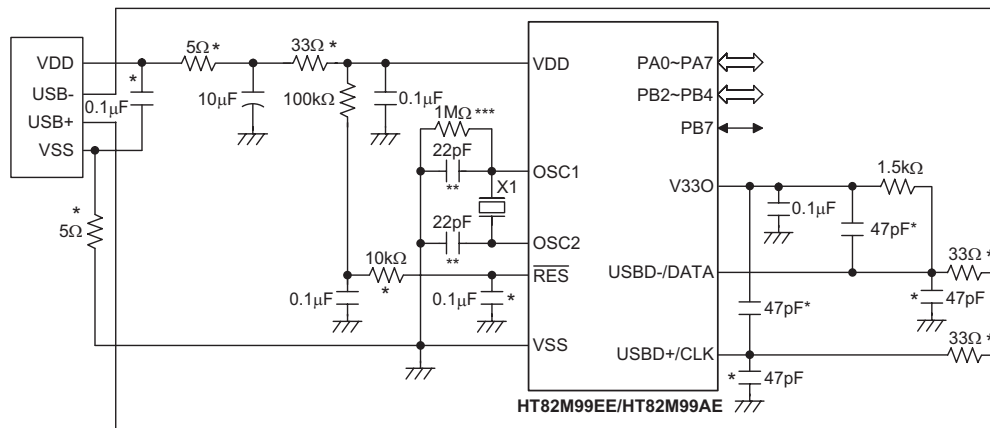 5Ω *
33Ω *
VDD
VDD
PA0~PA7
USB-
*
0.1μF
10μF
100kΩ
0.1μF
PB2~PB4
USB+
1MΩ ***
PB7
VSS
22pF
**
OSC1
1.5kΩ
X1
V33O
*
5Ω
22pF
**
0.1μF
47pF*
OSC2
10kΩ
*
RES
USBD-/DATA
33Ω *
0.1μF
0.1μF *
* 47pF
47pF*
VSS
USBD+/CLK
33Ω *
* 47pF
HT82M99EE/HT82M99AE